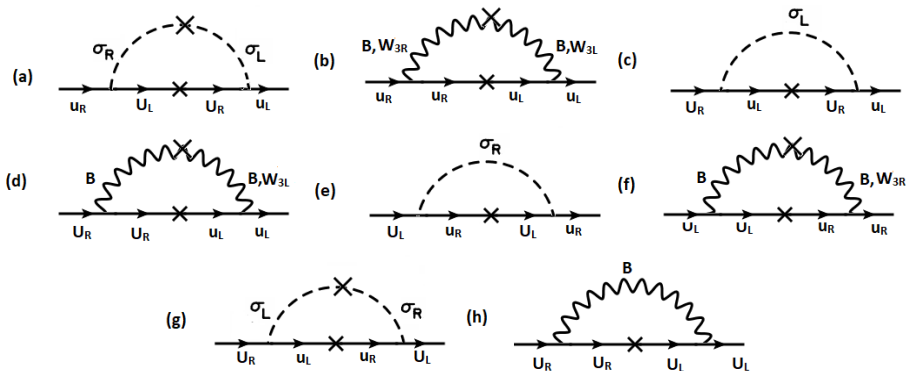 (a) σR σL
uR UL UR uL
(b) B, W3R B,W3L
uR uR uL uL
(c) σL
UR uL UR uL
(d) B B,W3L
UR UR uL uL
(e) σR
UL uR UL uR
(f) B B,W3R
UL UL uR uR
(g) σL σR
UR uL uR UL
(h) B
UR UR UL UL